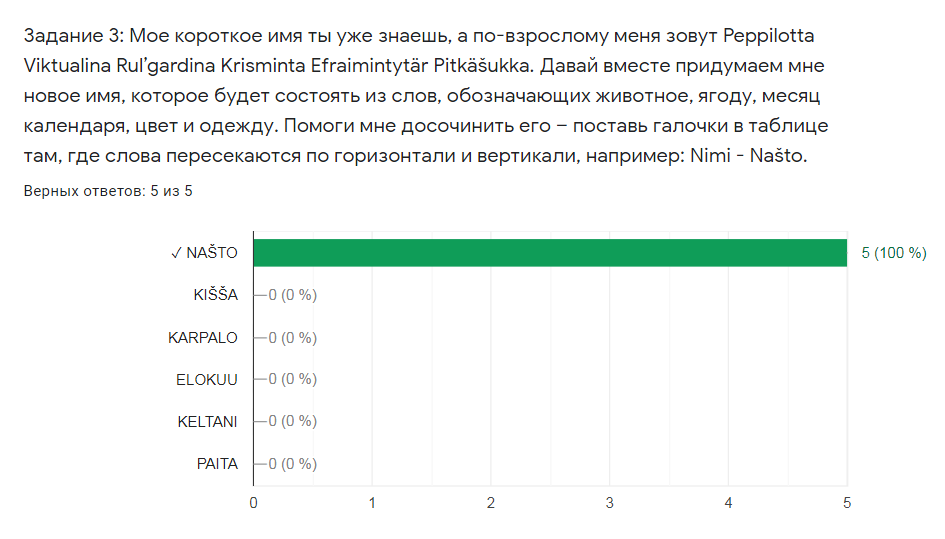 Задание 3: Мое короткое имя ты уже знаешь, а по-взрослому меня зовут Peppilotta
Viktualina Rul’gardina Krisminta Efraimintytär Pitkäšukka. Давай вместе придумаем мне
новое имя, которое будет состоять из слов, обозначающих животное, ягоду, месяц
календаря, цвет и одежду. Помоги мне досочинить его – поставь галочки в таблице
там, где слова пересекаются по горизонтали и вертикали, например: Nimi - Našto.
Верных ответов: 5 из 5
✓ NAŠTO 5 (100 %)
KIŠŠA 0 (0 %)
KARPALO 0 (0 %)
ELOKUU 0 (0 %)
KELTANI 0 (0 %)
PAITA 0 (0 %)
0 1 2 3 4 5